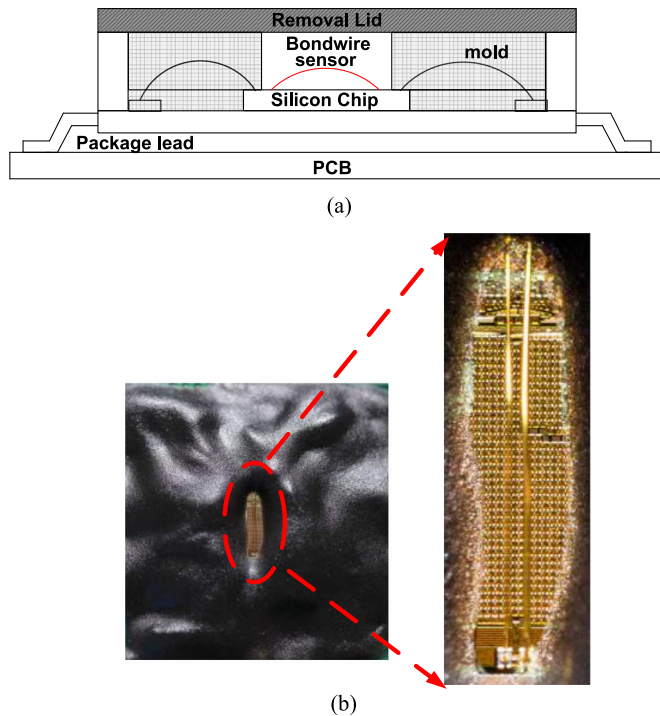 Removal Lid
Bondwire
sensor
mold
Silicon Chip
Package lead
PCB
(a)
(b)